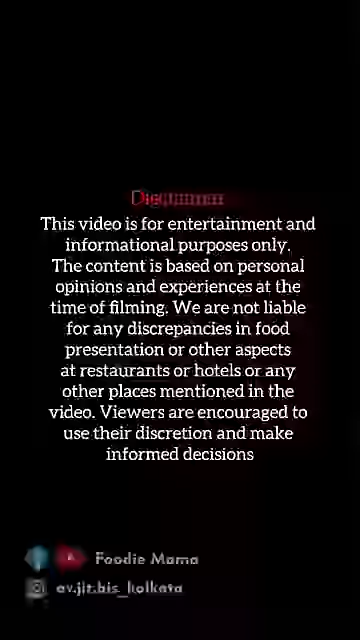 Disclaimer
This video is for entertainment and
informational purposes only.
The content is based on personal
opinions and experiences at the
time of filming. We are not liable
for any discrepancies in food
presentation or other aspects
at restaurants or hotels or any
other places mentioned in the
video. Viewers are encouraged to
use their discretion and make
informed decisions
Foodie Mama